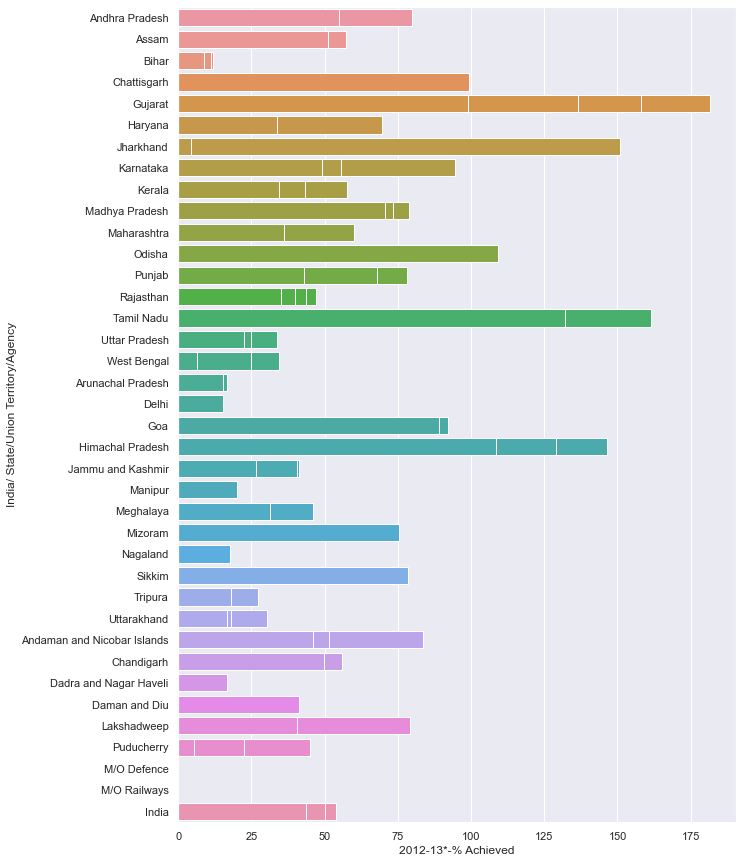 India/ State/Union Territory/Agency
Andhra Pradesh
Assam
Bihar
Chattisgarh
Gujarat
Haryana
Jharkhand
Karnataka
Kerala
Madhya Pradesh
Maharashtra
Odisha
Punjab
Rajasthan
Tamil Nadu
Uttar Pradesh
West Bengal
Arunachal Pradesh
Delhi
Goa
Himachal Pradesh
Jammu and Kashmir
Manipur
Meghalaya
Mizoram
Nagaland
Sikkim
Tripura
Uttarakhand
Andaman and Nicobar Islands
Chandigarh
Dadra and Nagar Haveli
Daman and Diu
Lakshadweep
Puducherry
M/O Defence
M/O Railways
India
0 25 50 75 100 125 150 175
2012-13*-% Achieved